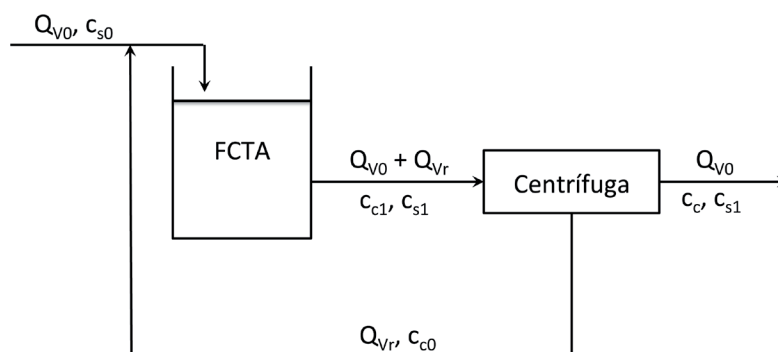 Q_V0, c_s0
FCTA
Q_V0 + Q_Vr
c_c1, c_s1
Centrífuga
Q_V0
c_c, c_s1
Q_Vr, c_c0